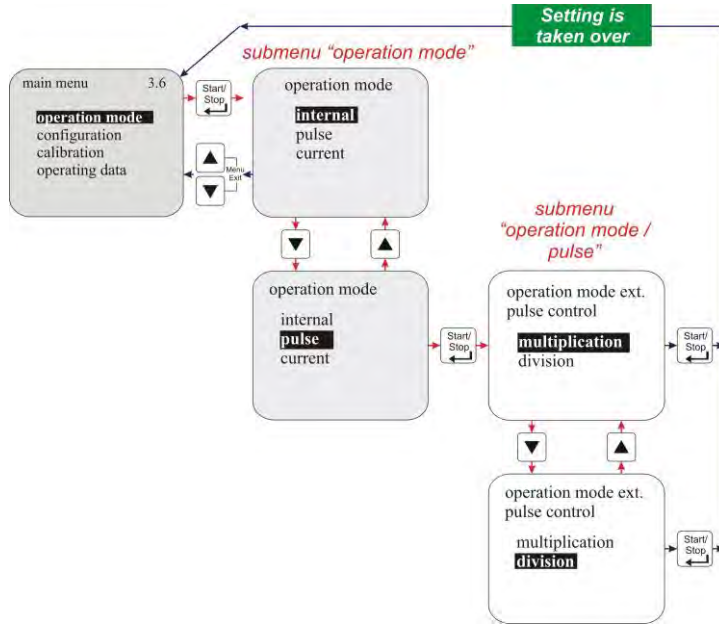 Setting is
taken over
submenu "operation mode"
main menu 3.6
operation mode
configuration
calibration
operating data
Start/
Stop
operation mode
internal
pulse
current
Menu
Exit
submenu
"operation mode /
pulse"
operation mode
internal
pulse
current
Start/
Stop
operation mode ext.
pulse control
multiplication
division
Start/
Stop
operation mode ext.
pulse control
multiplication
division
Start/
Stop